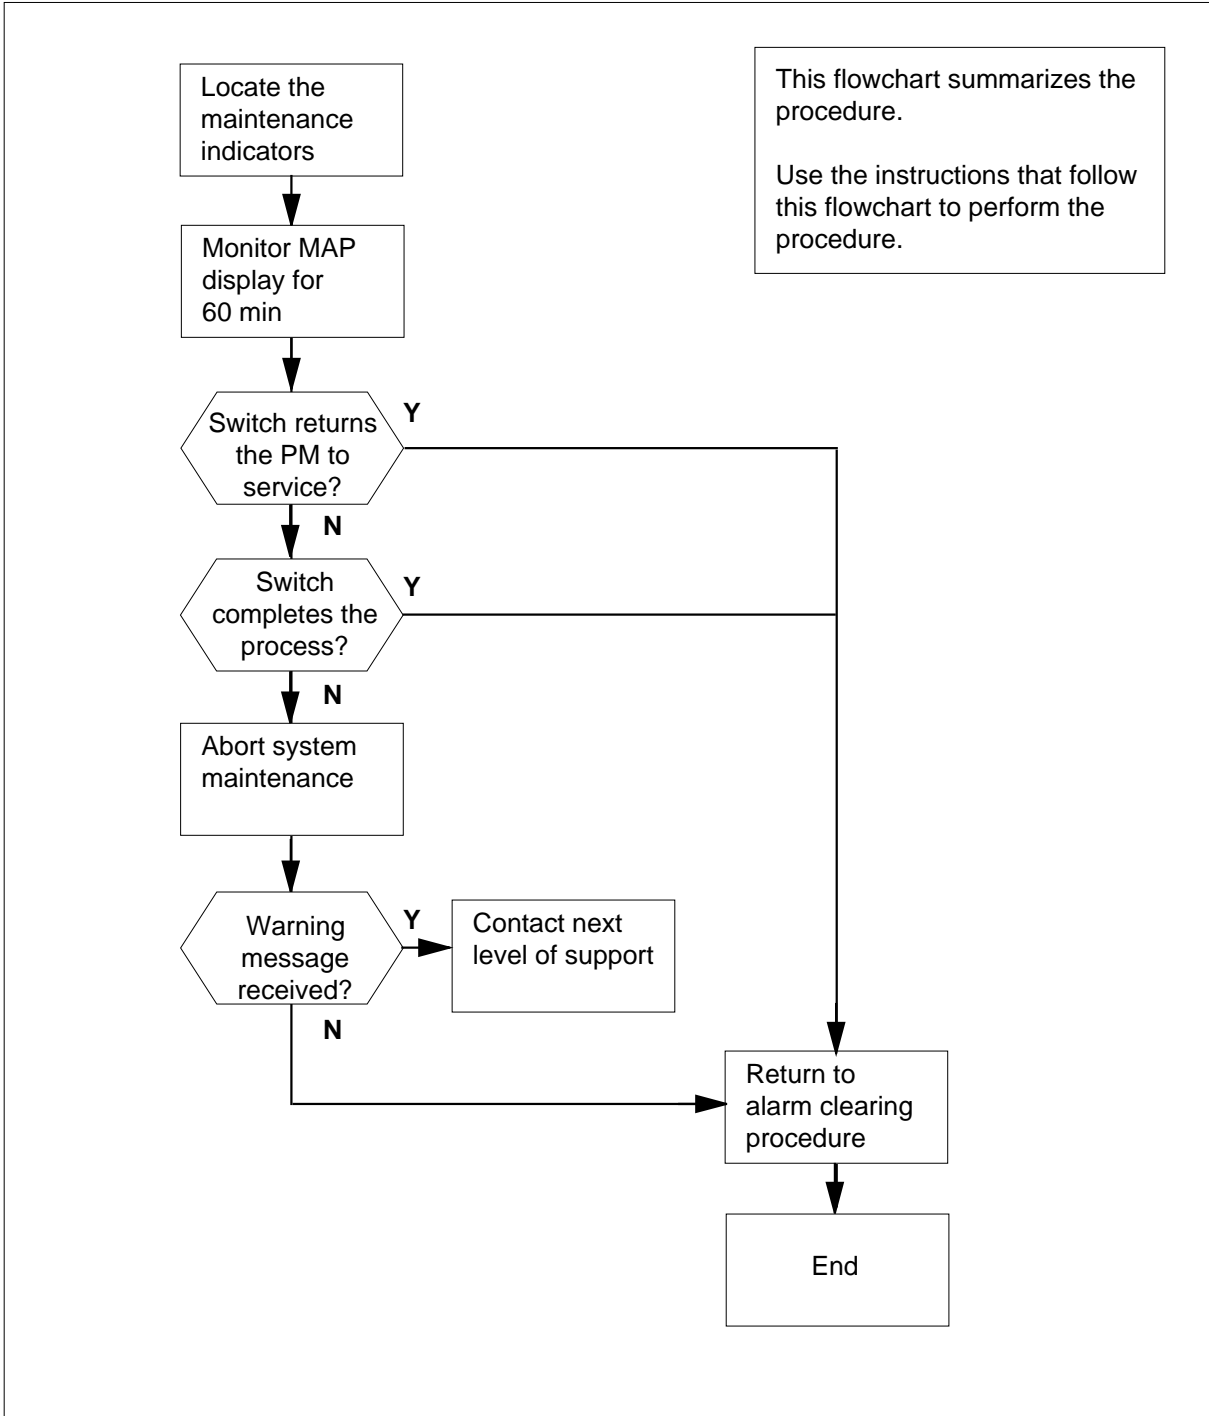 Locate the
maintenance
indicators
This flowchart summarizes the
procedure.
Use the instructions that follow
this flowchart to perform the
procedure.
Monitor MAP
display for
60 min
Switch returns
the PM to
service?
Y
N
Switch
completes the
process?
Y
N
Abort system
maintenance
Warning
message
received?
Y
N
Contact next
level of support
Return to
alarm clearing
procedure
End